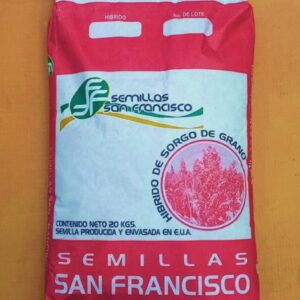 HIBRIDO
No. DE LOTE
SEMILLAS
SAN FRANCISCO
HIBRIDO DE SORGO DE GRANO
CONTENIDO NETO 20 KGS.
SEMILLA PRODUCIDA Y ENVASADA EN E.U.A.
SEMILLAS
SAN FRANCISCO